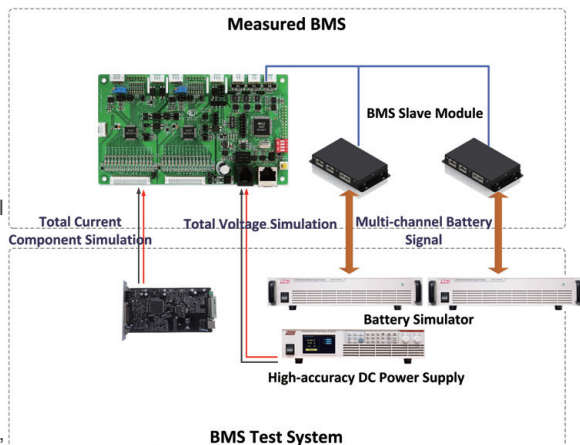 Measured BMS
BMS Slave Module
Total Current
Component Simulation
Total Voltage Simulation
Multi-channel Battery
Signal
Battery Simulator
High-accuracy DC Power Supply
BMS Test System